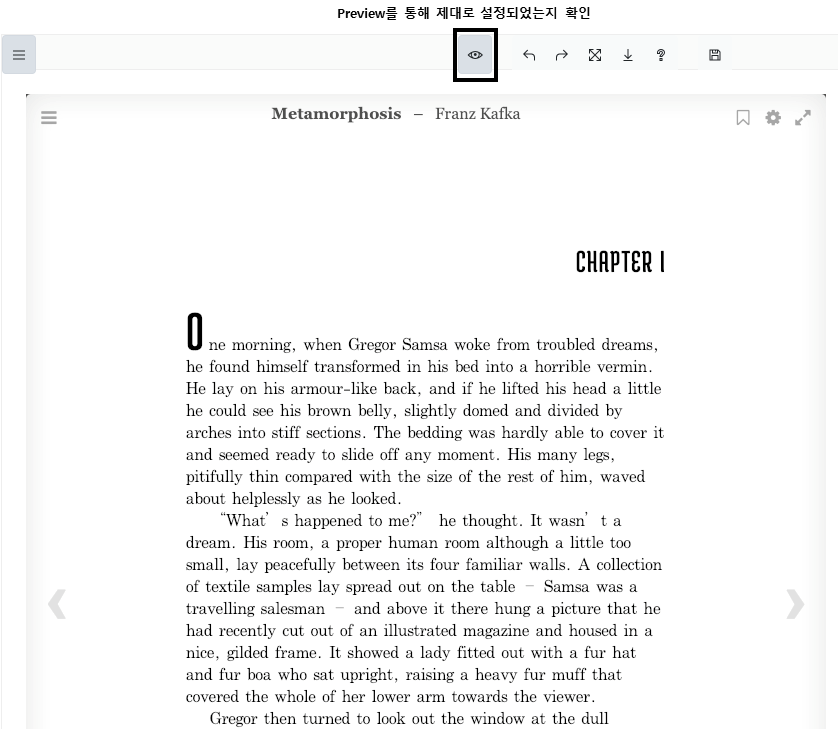 Preview를 통해 제대로 설정되었는지 확인
Metamorphosis – Franz Kafka
CHAPTER I
One morning, when Gregor Samsa woke from troubled dreams,
he found himself transformed in his bed into a horrible vermin.
He lay on his armour-like back, and if he lifted his head a little
he could see his brown belly, slightly domed and divided by
arches into stiff sections. The bedding was hardly able to cover it
and seemed ready to slide off any moment. His many legs,
pitifully thin compared with the size of the rest of him, waved
about helplessly as he looked.
“What’s happened to me?” he thought. It wasn’t a
dream. His room, a proper human room although a little too
small, lay peacefully between its four familiar walls. A collection
of textile samples lay spread out on the table – Samsa was a
travelling salesman – and above it there hung a picture that he
had recently cut out of an illustrated magazine and housed in a
nice, gilded frame. It showed a lady fitted out with a fur hat
and fur boa who sat upright, raising a heavy fur muff that
covered the whole of her lower arm towards the viewer.
Gregor then turned to look out the window at the dull